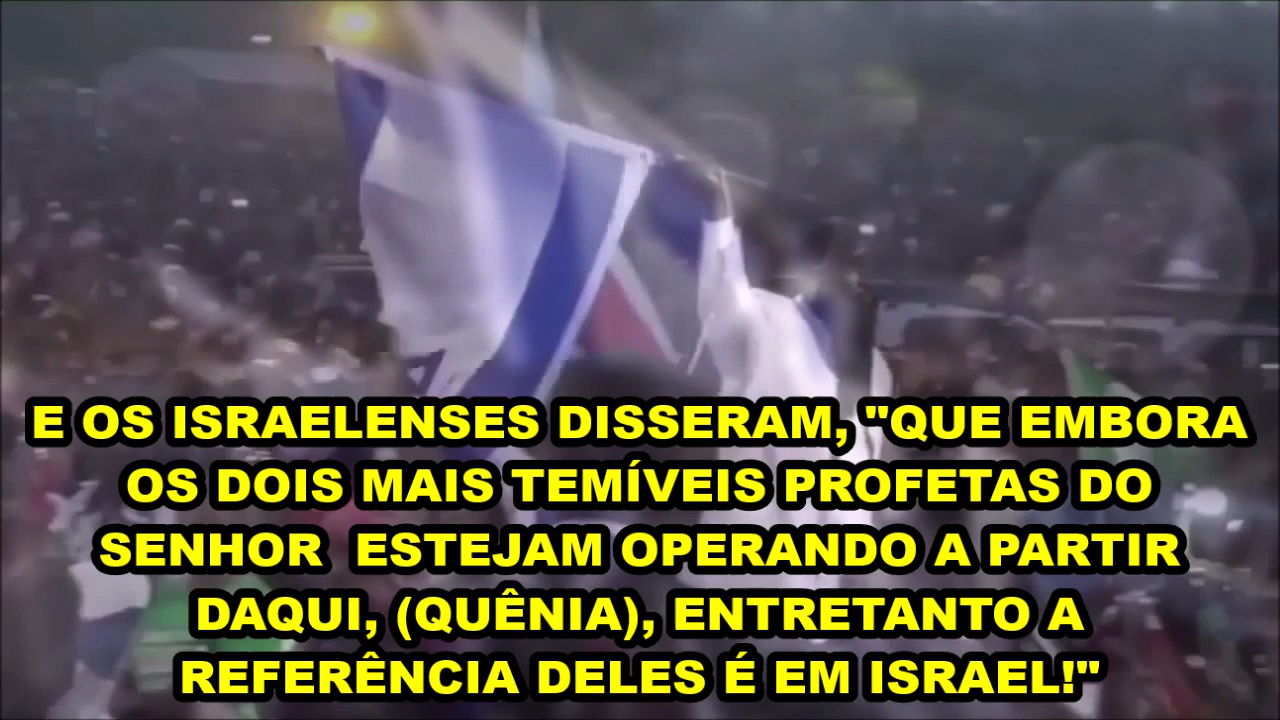 E OS ISRAELENSES DISSERAM, "QUE EMBORA
OS DOIS MAIS TEMÍVEIS PROFETAS DO
SENHOR  ESTEJAM OPERANDO A PARTIR
DAQUI, (QUÊNIA), ENTRETANTO A
REFERÊNCIA DELES É EM ISRAEL!"